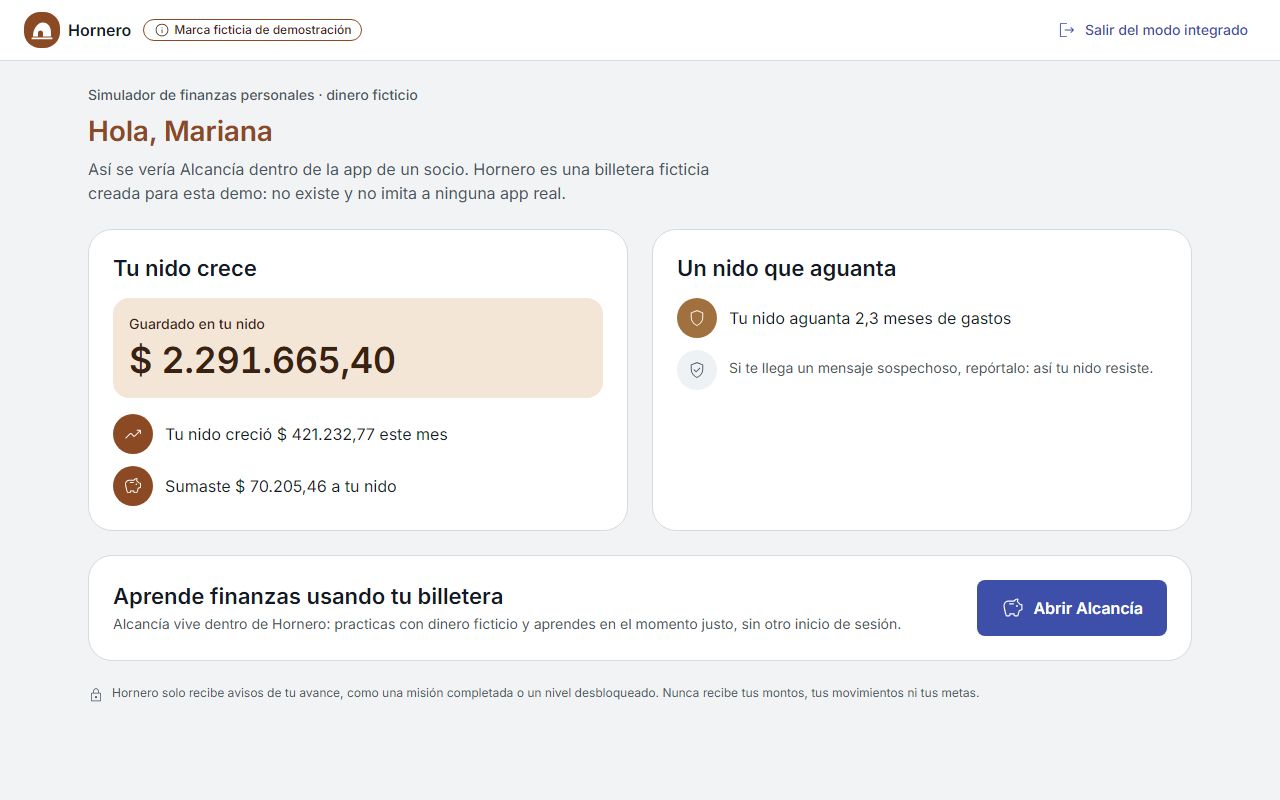 Hornero
Marca ficticia de demostración
Salir del modo integrado
Simulador de finanzas personales · dinero ficticio
Hola, Mariana
Así se vería Alcancía dentro de la app de un socio. Hornero es una billetera ficticia
creada para esta demo: no existe y no imita a ninguna app real.
Tu nido crece
Guardado en tu nido
$ 2.291.665,40
Tu nido creció $ 421.232,77 este mes
Sumaste $ 70.205,46 a tu nido
Un nido que aguanta
Tu nido aguanta 2,3 meses de gastos
Si te llega un mensaje sospechoso, repórtalo: así tu nido resiste.
Aprende finanzas usando tu billetera
Alcancía vive dentro de Hornero: practicas con dinero ficticio y aprendes en el momento justo, sin otro inicio de sesión.
Abrir Alcancía
Hornero solo recibe avisos de tu avance, como una misión completada o un nivel desbloqueado. Nunca recibe tus montos, tus movimientos ni tus metas.